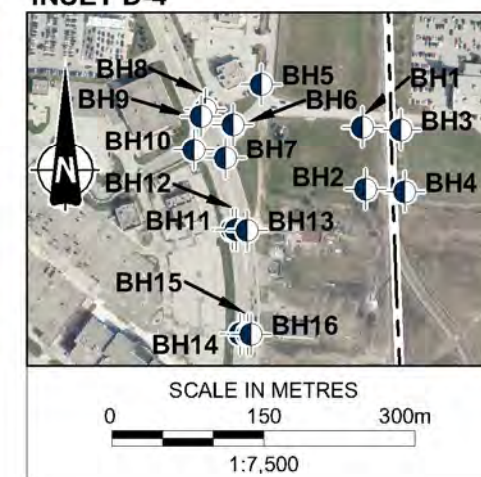 INSET D-4
BH8
BH5
BH1
BH9
BH6
BH3
BH10
BH7
N
BH12
BH2
BH4
BH11
BH13
BH15
BH14
BH16
SCALE IN METRES
0 150 300m
1:7,500